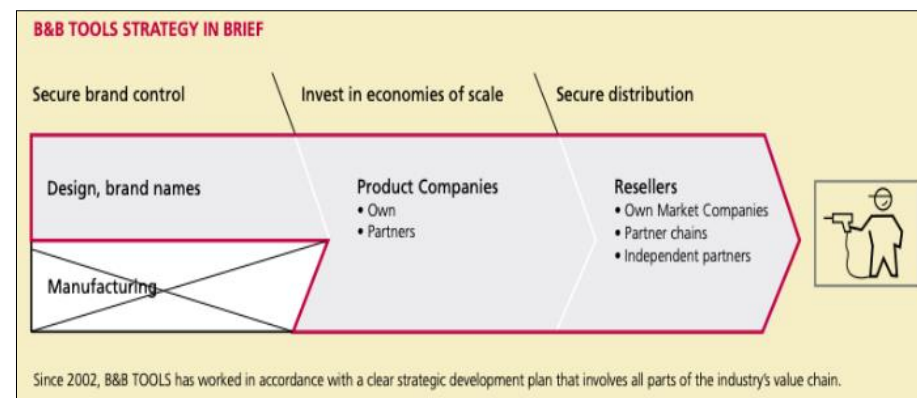 B&B TOOLS STRATEGY IN BRIEF
Secure brand control
Invest in economies of scale
Secure distribution
Design, brand names
Manufacturing
Product Companies
• Own
• Partners
Resellers
• Own Market Companies
• Partner chains
• Independent partners
Since 2002, B&B TOOLS has worked in accordance with a clear strategic development plan that involves all parts of the industry's value chain.